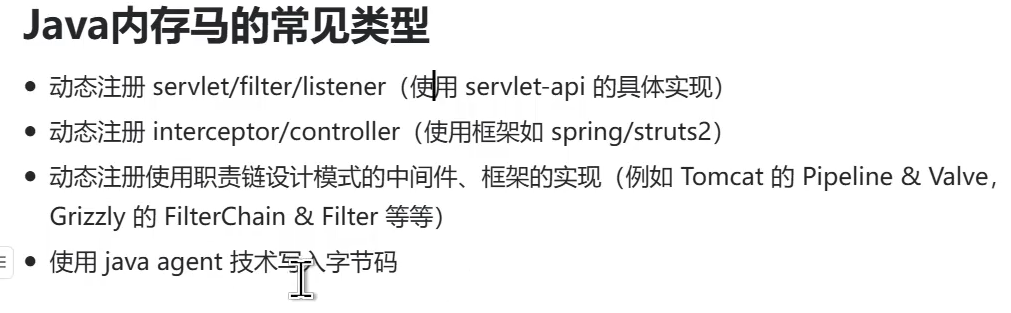 Java内存马的常见类型
动态注册 servlet/filter/listener（使用 servlet-api 的具体实现）
动态注册 interceptor/controller（使用框架如 spring/struts2）
动态注册使用职责链设计模式的中间件、框架的实现（例如 Tomcat 的 Pipeline & Valve，
Grizzly 的 FilterChain & Filter 等等）
使用 java agent 技术写入字节码